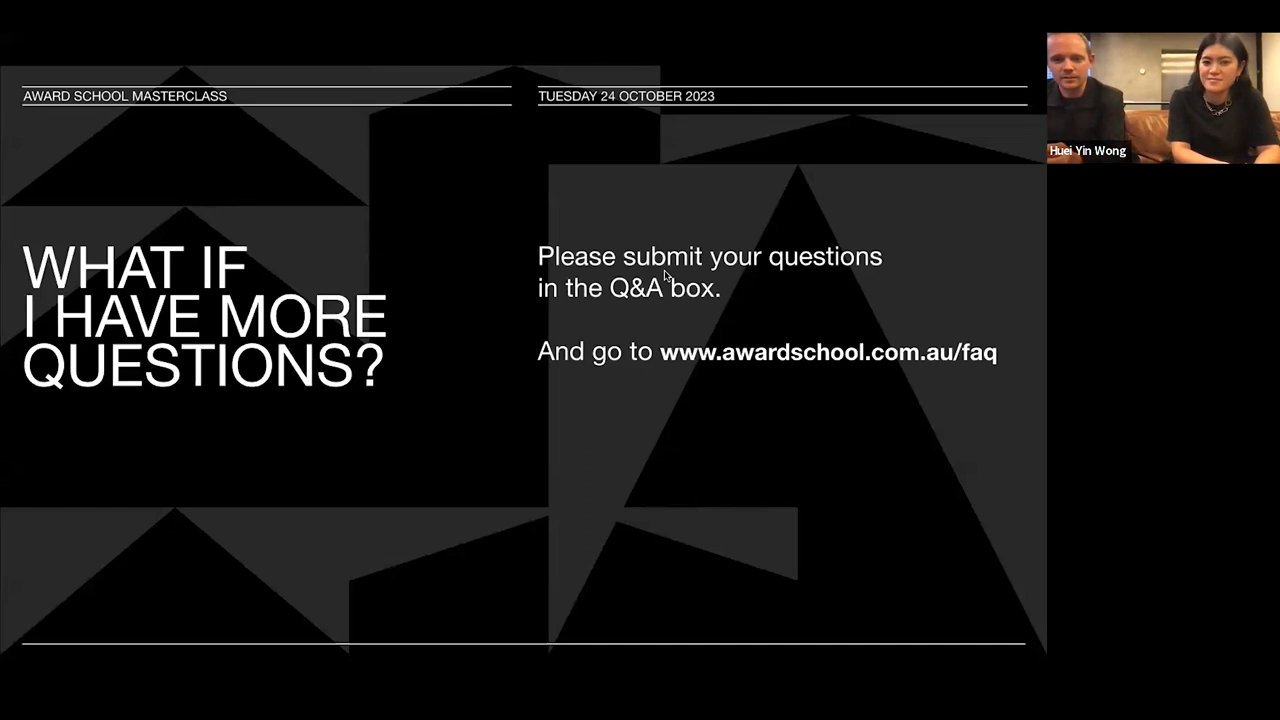 AWARD SCHOOL MASTERCLASS
TUESDAY 24 OCTOBER 2023
Huei Yin Wong
WHAT IF
I HAVE MORE
QUESTIONS?
Please submit your questions
in the Q&A box.
And go to www.awardschool.com.au/faq